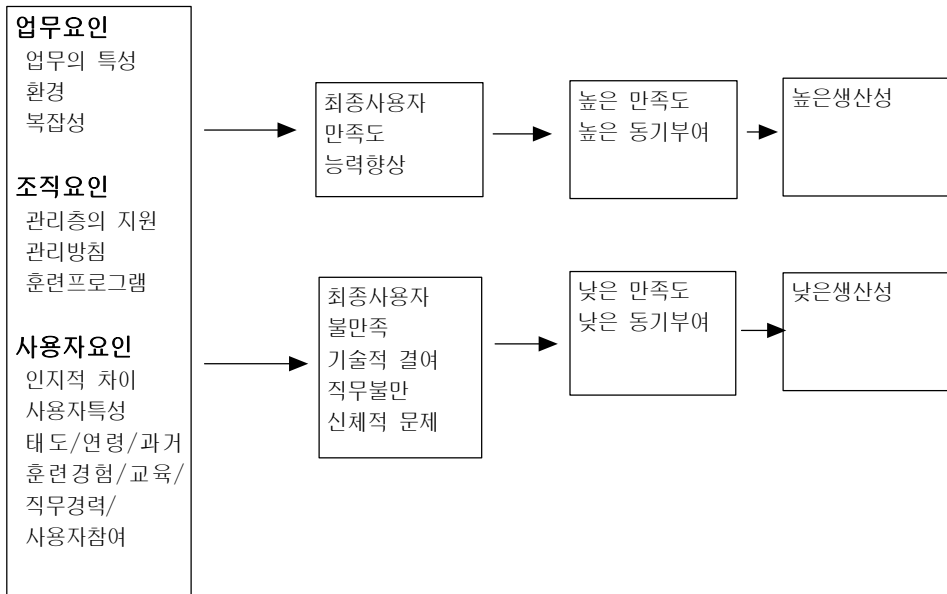 업무요인
업무의 특성
환경
복잡성
조직요인
관리층의 지원
관리방침
훈련프로그램
사용자요인
인지적 차이
사용자특성
태도/연령/과거
훈련경험/교육/
직무경력/
사용자참여
최종사용자
만족도
능력향상
높은 만족도
높은 동기부여
높은생산성
최종사용자
불만족
기술적 결여
직무불만
신체적 문제
낮은 만족도
낮은 동기부여
낮은생산성